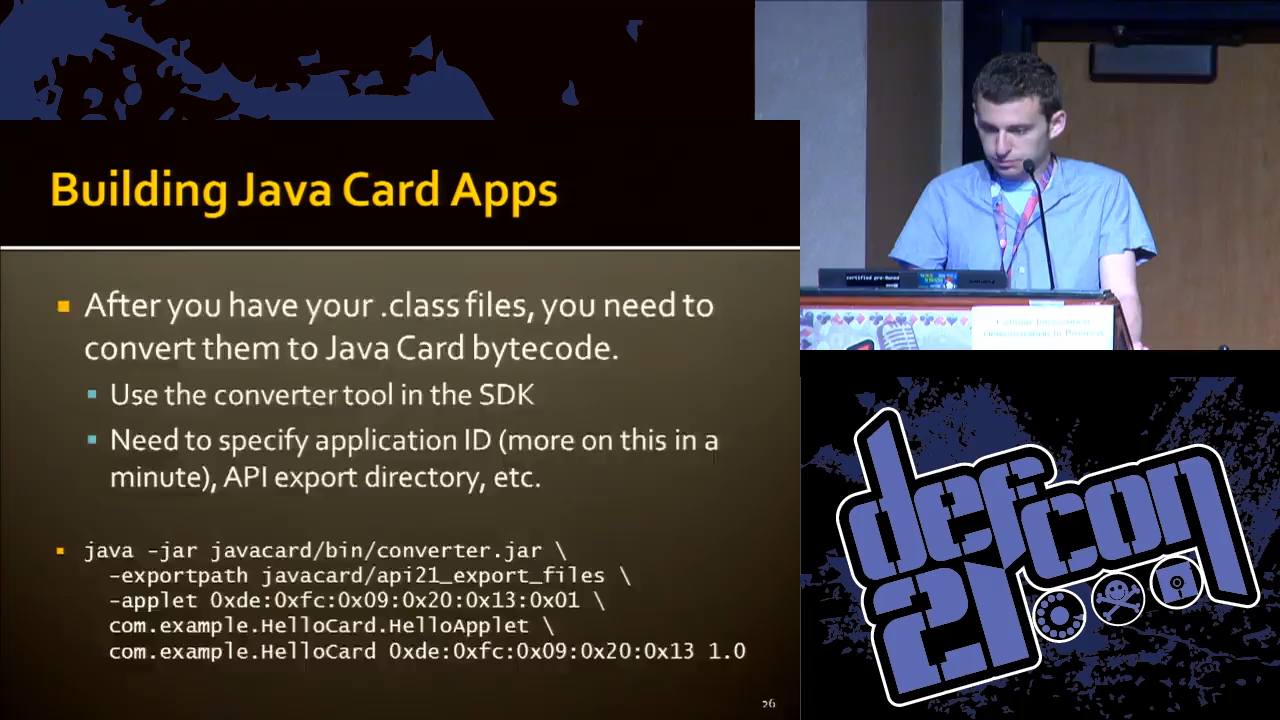 Building Java Card Apps
After you have your .class files, you need to
convert them to Java Card bytecode.
Use the converter tool in the SDK
Need to specify application ID (more on this in a
minute), API export directory, etc.
java -jar javacard/bin/converter.jar \
-exportpath javacard/api21_export_files \
-applet 0xde:0xfc:0x09:0x20:0x13:0x01 \
com.example.HelloCard.HelloApplet \
com.example.HelloCard 0xde:0xfc:0x09:0x20:0x13 1.0
26
certified pre-0wned
defcon
21